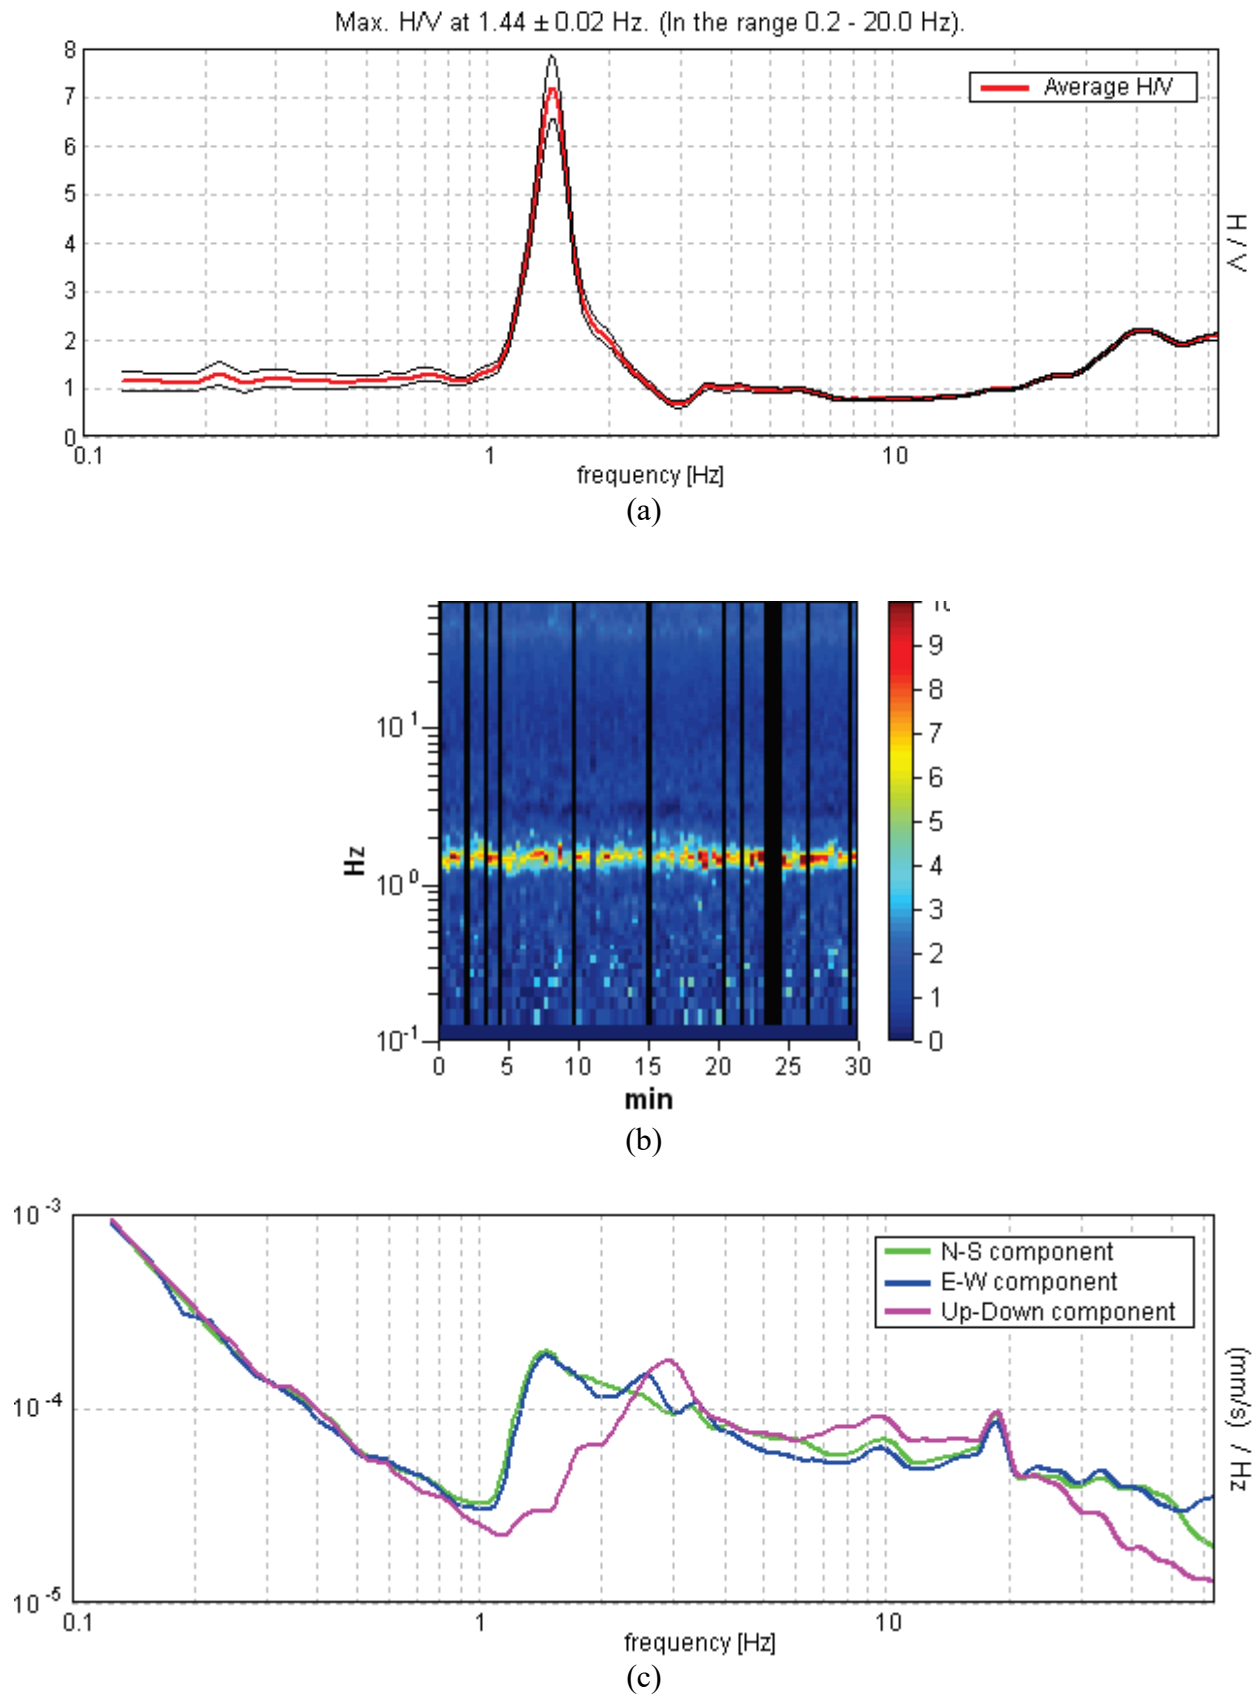 Max. H/V at 1.44 ± 0.02 Hz. (In the range 0.2 - 20.0 Hz).
8
7
6
5
4
3
2
1
0
Average H/V
H / V
0.1
1
10
frequency [Hz]
(a)
10
9
8
7
6
5
4
3
2
1
0
Hz
10^1
10^0
10^-1
0
5
10
15
20
25
30
min
(b)
10^-3
10^-4
10^-5
N-S component
E-W component
Up-Down component
(mm/s) / Hz
0.1
1
10
frequency [Hz]
(c)